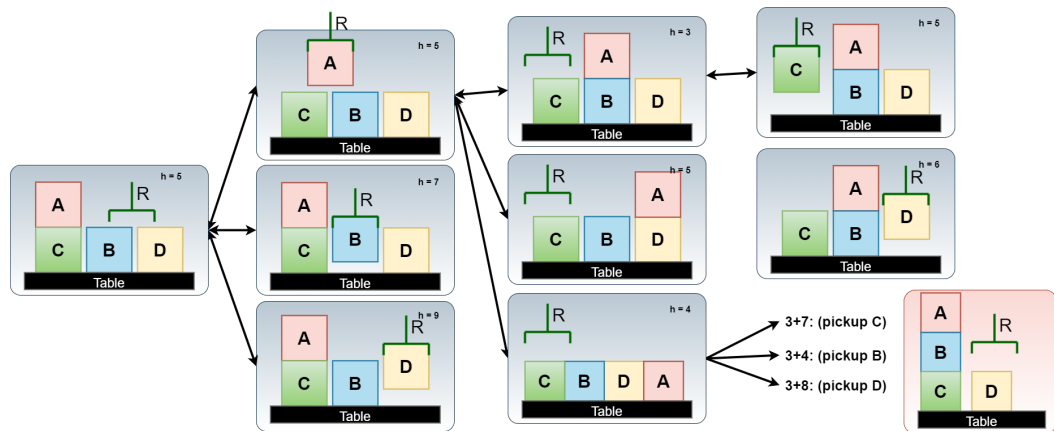 h = 5
A
R
C
B
D
Table
R
h = 5
A
C
B
D
Table
h = 7
A
R
C
B
D
Table
h = 9
A
R
C
B
D
Table
h = 3
R
A
C
B
D
Table
R
h = 5
A
C
B
D
Table
h = 4
R
C
B
D
A
Table
h = 5
R
A
C
B
D
Table
h = 6
A
R
C
B
D
Table
3+7: (pickup C)
3+4: (pickup B)
3+8: (pickup D)
A
R
B
C
D
Table